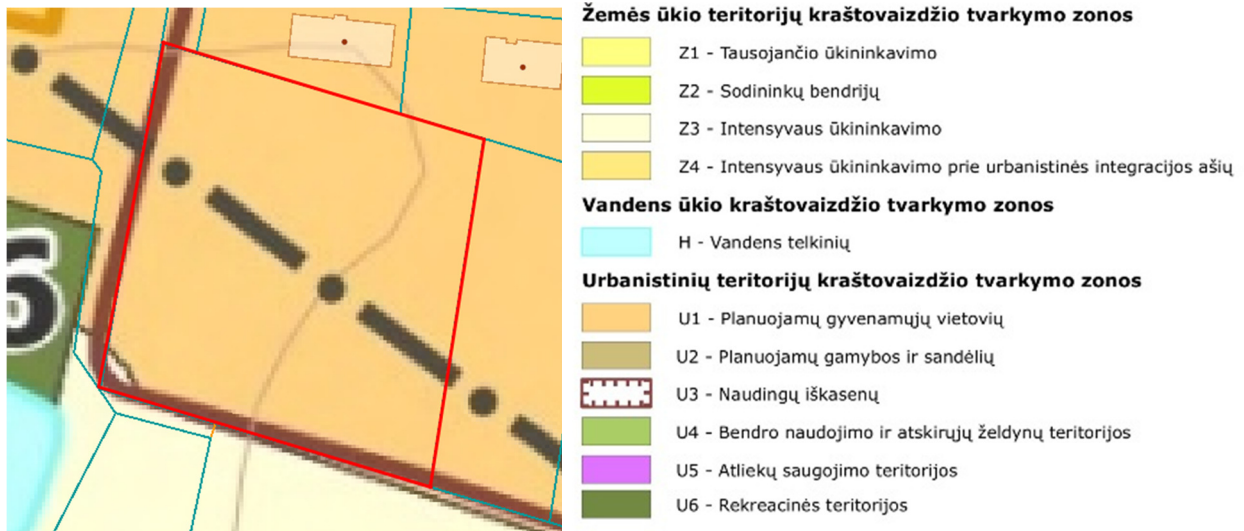 6
Žemės ūkio teritorijų kraštovaizdžio tvarkymo zonos
Z1 - Tausojančio ūkininkavimo
Z2 - Sodininkų bendrijų
Z3 - Intensyvaus ūkininkavimo
Z4 - Intensyvaus ūkininkavimo prie urbanistinės integracijos ašių
Vandens ūkio kraštovaizdžio tvarkymo zonos
H - Vandens telkinių
Urbanistinių teritorijų kraštovaizdžio tvarkymo zonos
U1 - Planuojamų gyvenamųjų vietovių
U2 - Planuojamų gamybos ir sandėlių
U3 - Naudingų iškasenų
U4 - Bendro naudojimo ir atskirųjų želdynų teritorijos
U5 - Atliekų saugojimo teritorijos
U6 - Rekreacinės teritorijos